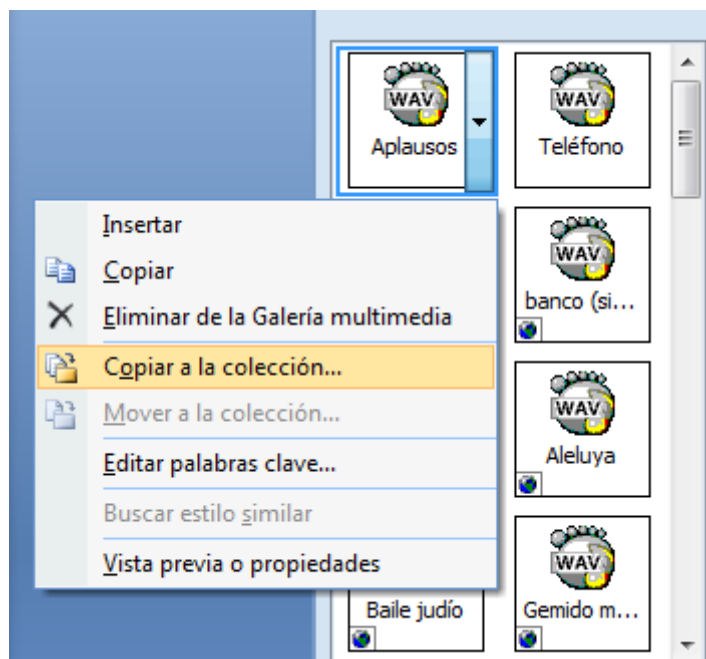 WAV
Aplausos
WAV
Teléfono
Insertar
Copiar
Eliminar de la Galería multimedia
Copiar a la colección...
Mover a la colección...
Editar palabras clave...
Buscar estilo similar
Vista previa o propiedades
WAV
banco (si...
WAV
Aleluya
WAV
Baile judío
Gemido m...